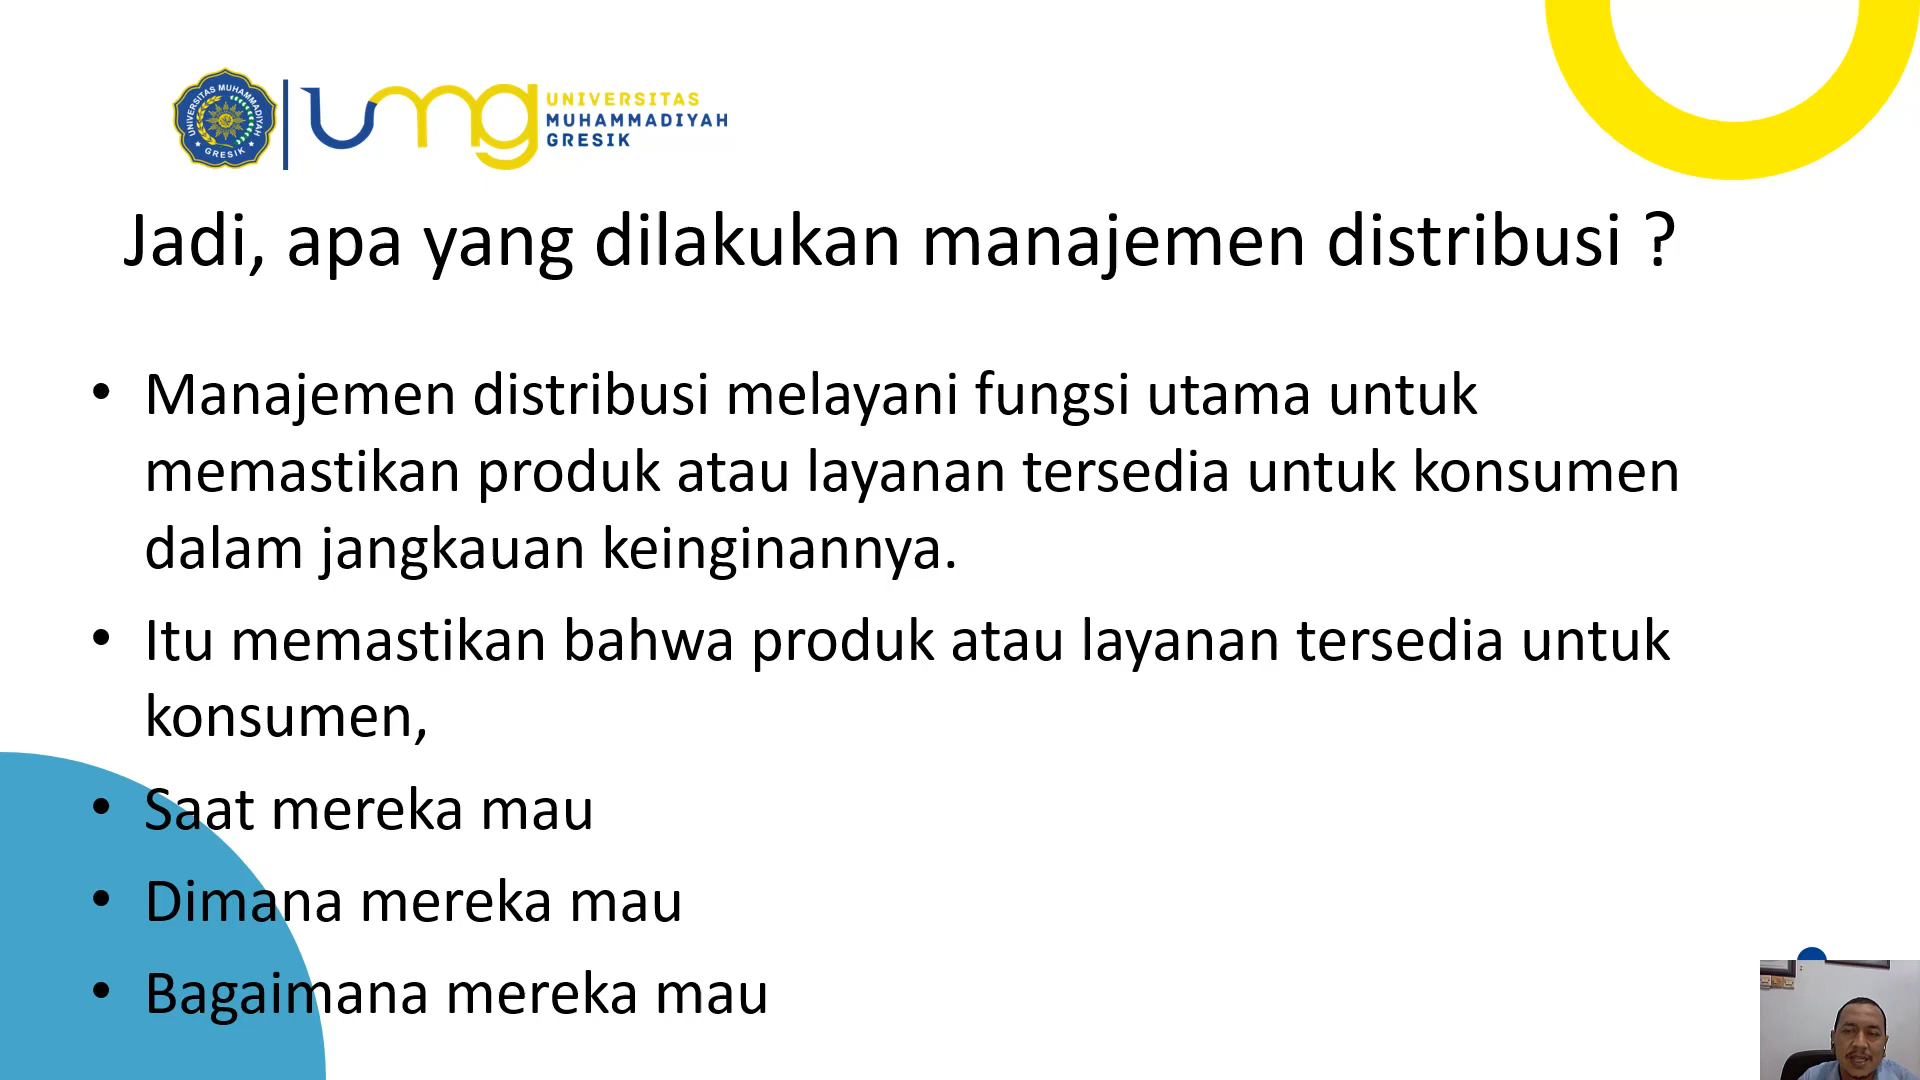 UNIVERSITAS MUHAMMADIYAH
GRESIK
umg
UNIVERSITAS
MUHAMMADIYAH
GRESIK
Jadi, apa yang dilakukan manajemen distribusi ?
• Manajemen distribusi melayani fungsi utama untuk
memastikan produk atau layanan tersedia untuk konsumen
dalam jangkauan keinginannya.
• Itu memastikan bahwa produk atau layanan tersedia untuk
konsumen,
• Saat mereka mau
• Dimana mereka mau
• Bagaimana mereka mau